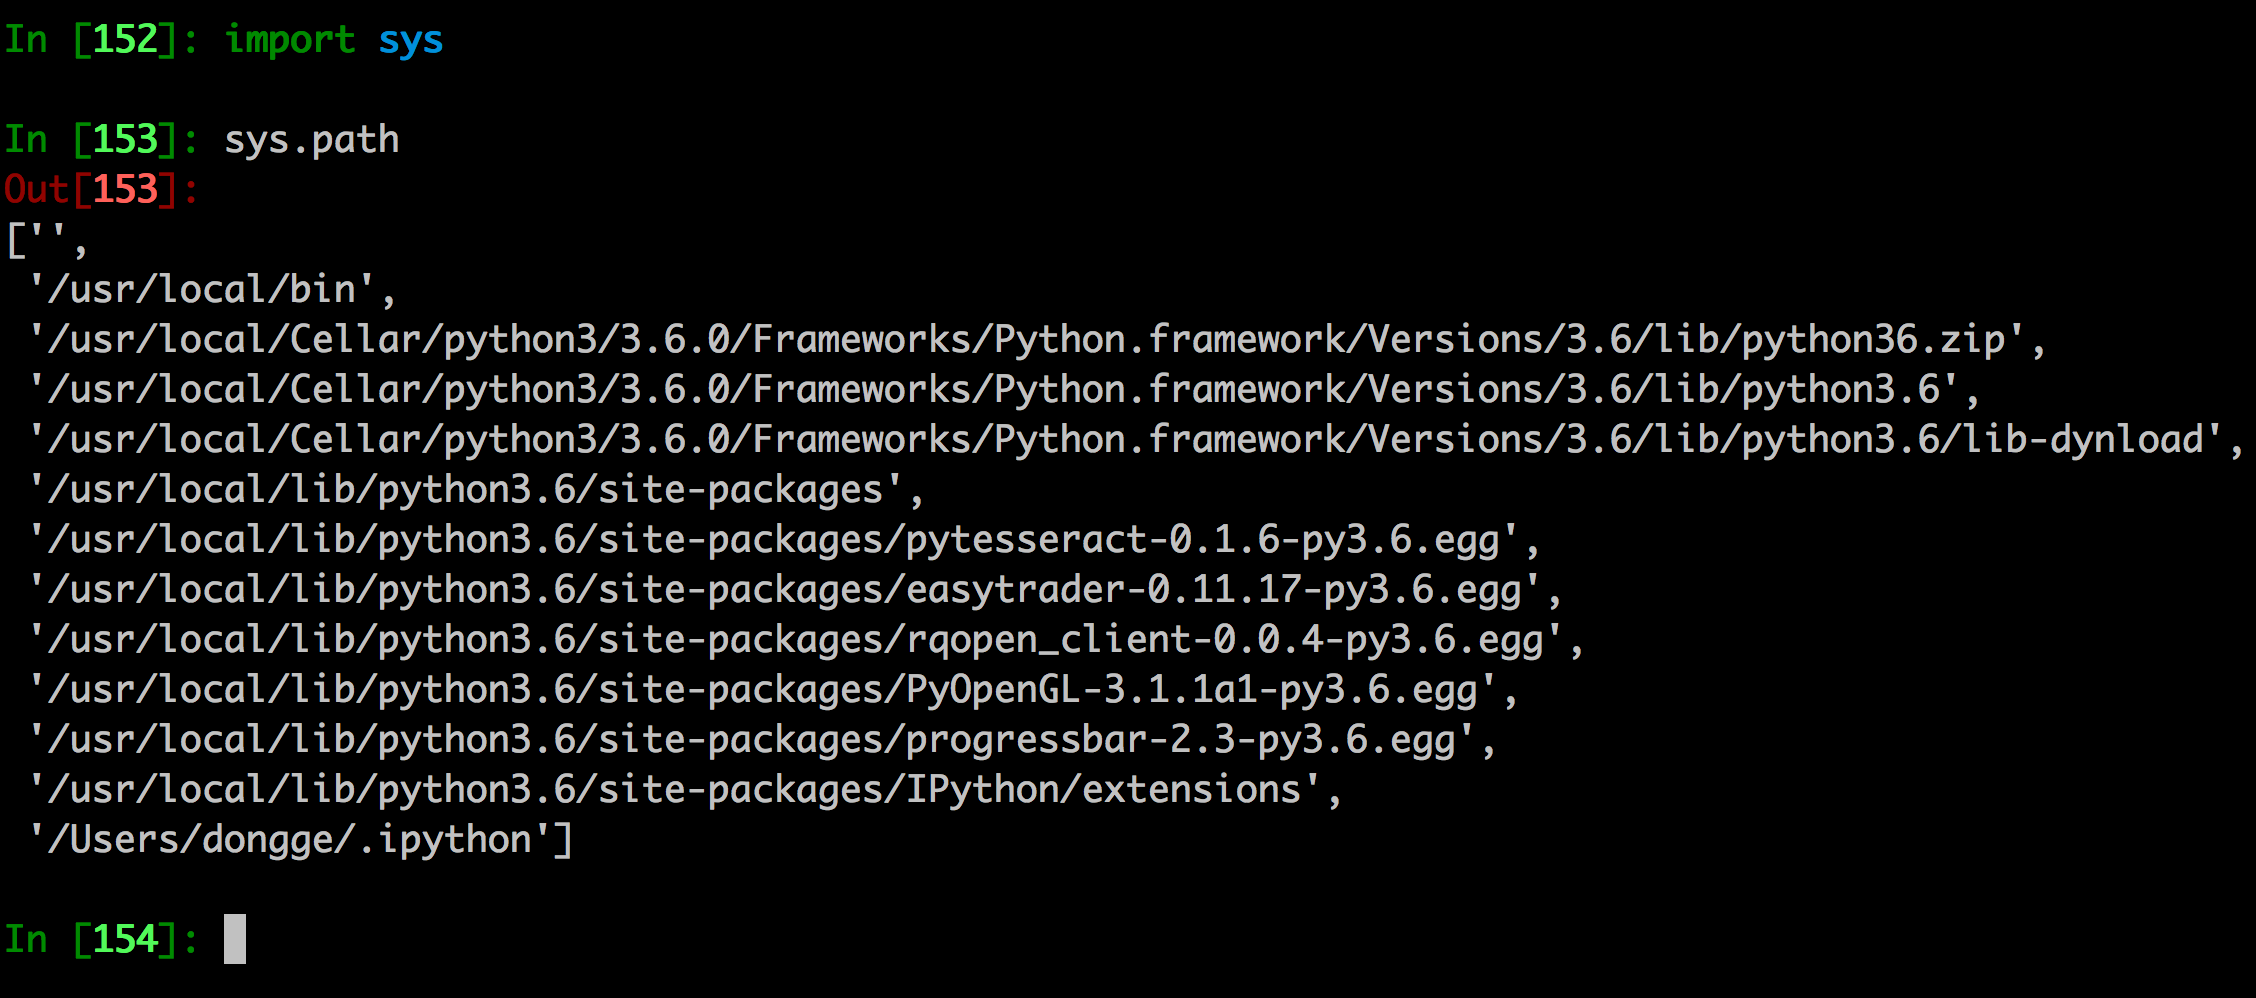 In [152]: import sys
In [153]: sys.path
Out[153]:
['',
 '/usr/local/bin',
 '/usr/local/Cellar/python3/3.6.0/Frameworks/Python.framework/Versions/3.6/lib/python36.zip',
 '/usr/local/Cellar/python3/3.6.0/Frameworks/Python.framework/Versions/3.6/lib/python3.6',
 '/usr/local/Cellar/python3/3.6.0/Frameworks/Python.framework/Versions/3.6/lib/python3.6/lib-dynload',
 '/usr/local/lib/python3.6/site-packages',
 '/usr/local/lib/python3.6/site-packages/pytesseract-0.1.6-py3.6.egg',
 '/usr/local/lib/python3.6/site-packages/easytrader-0.11.17-py3.6.egg',
 '/usr/local/lib/python3.6/site-packages/rqopen_client-0.0.4-py3.6.egg',
 '/usr/local/lib/python3.6/site-packages/PyOpenGL-3.1.1a1-py3.6.egg',
 '/usr/local/lib/python3.6/site-packages/progressbar-2.3-py3.6.egg',
 '/usr/local/lib/python3.6/site-packages/IPython/extensions',
 '/Users/dongge/.ipython']
In [154]: